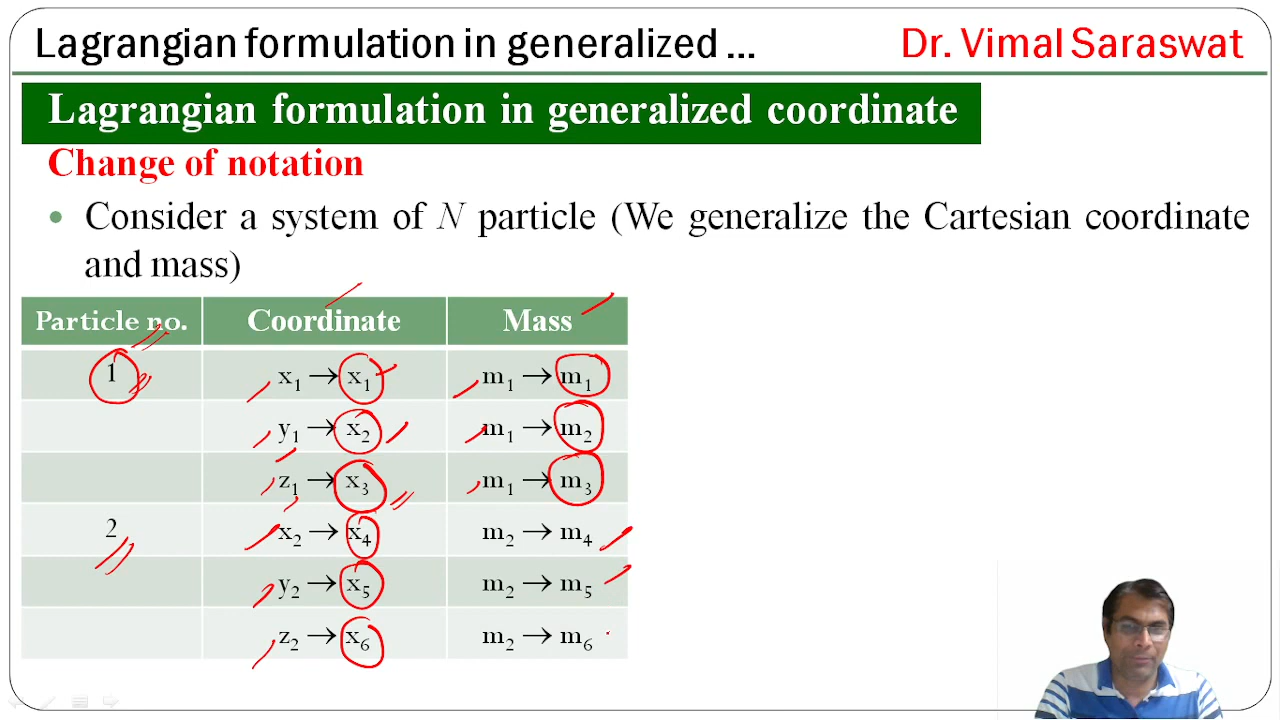 Lagrangian formulation in generalized ... Dr. Vimal Saraswat
Lagrangian formulation in generalized coordinate
Change of notation
• Consider a system of N particle (We generalize the Cartesian coordinate
and mass)
Particle no. Coordinate Mass
1 x₁ → x₁ m₁ → m₁
y₁ → x₂ m₁ → m₂
z₁ → x₃ m₁ → m₃
2 x₂ → x₄ m₂ → m₄
y₂ → x₅ m₂ → m₅
z₂ → x₆ m₂ → m₆